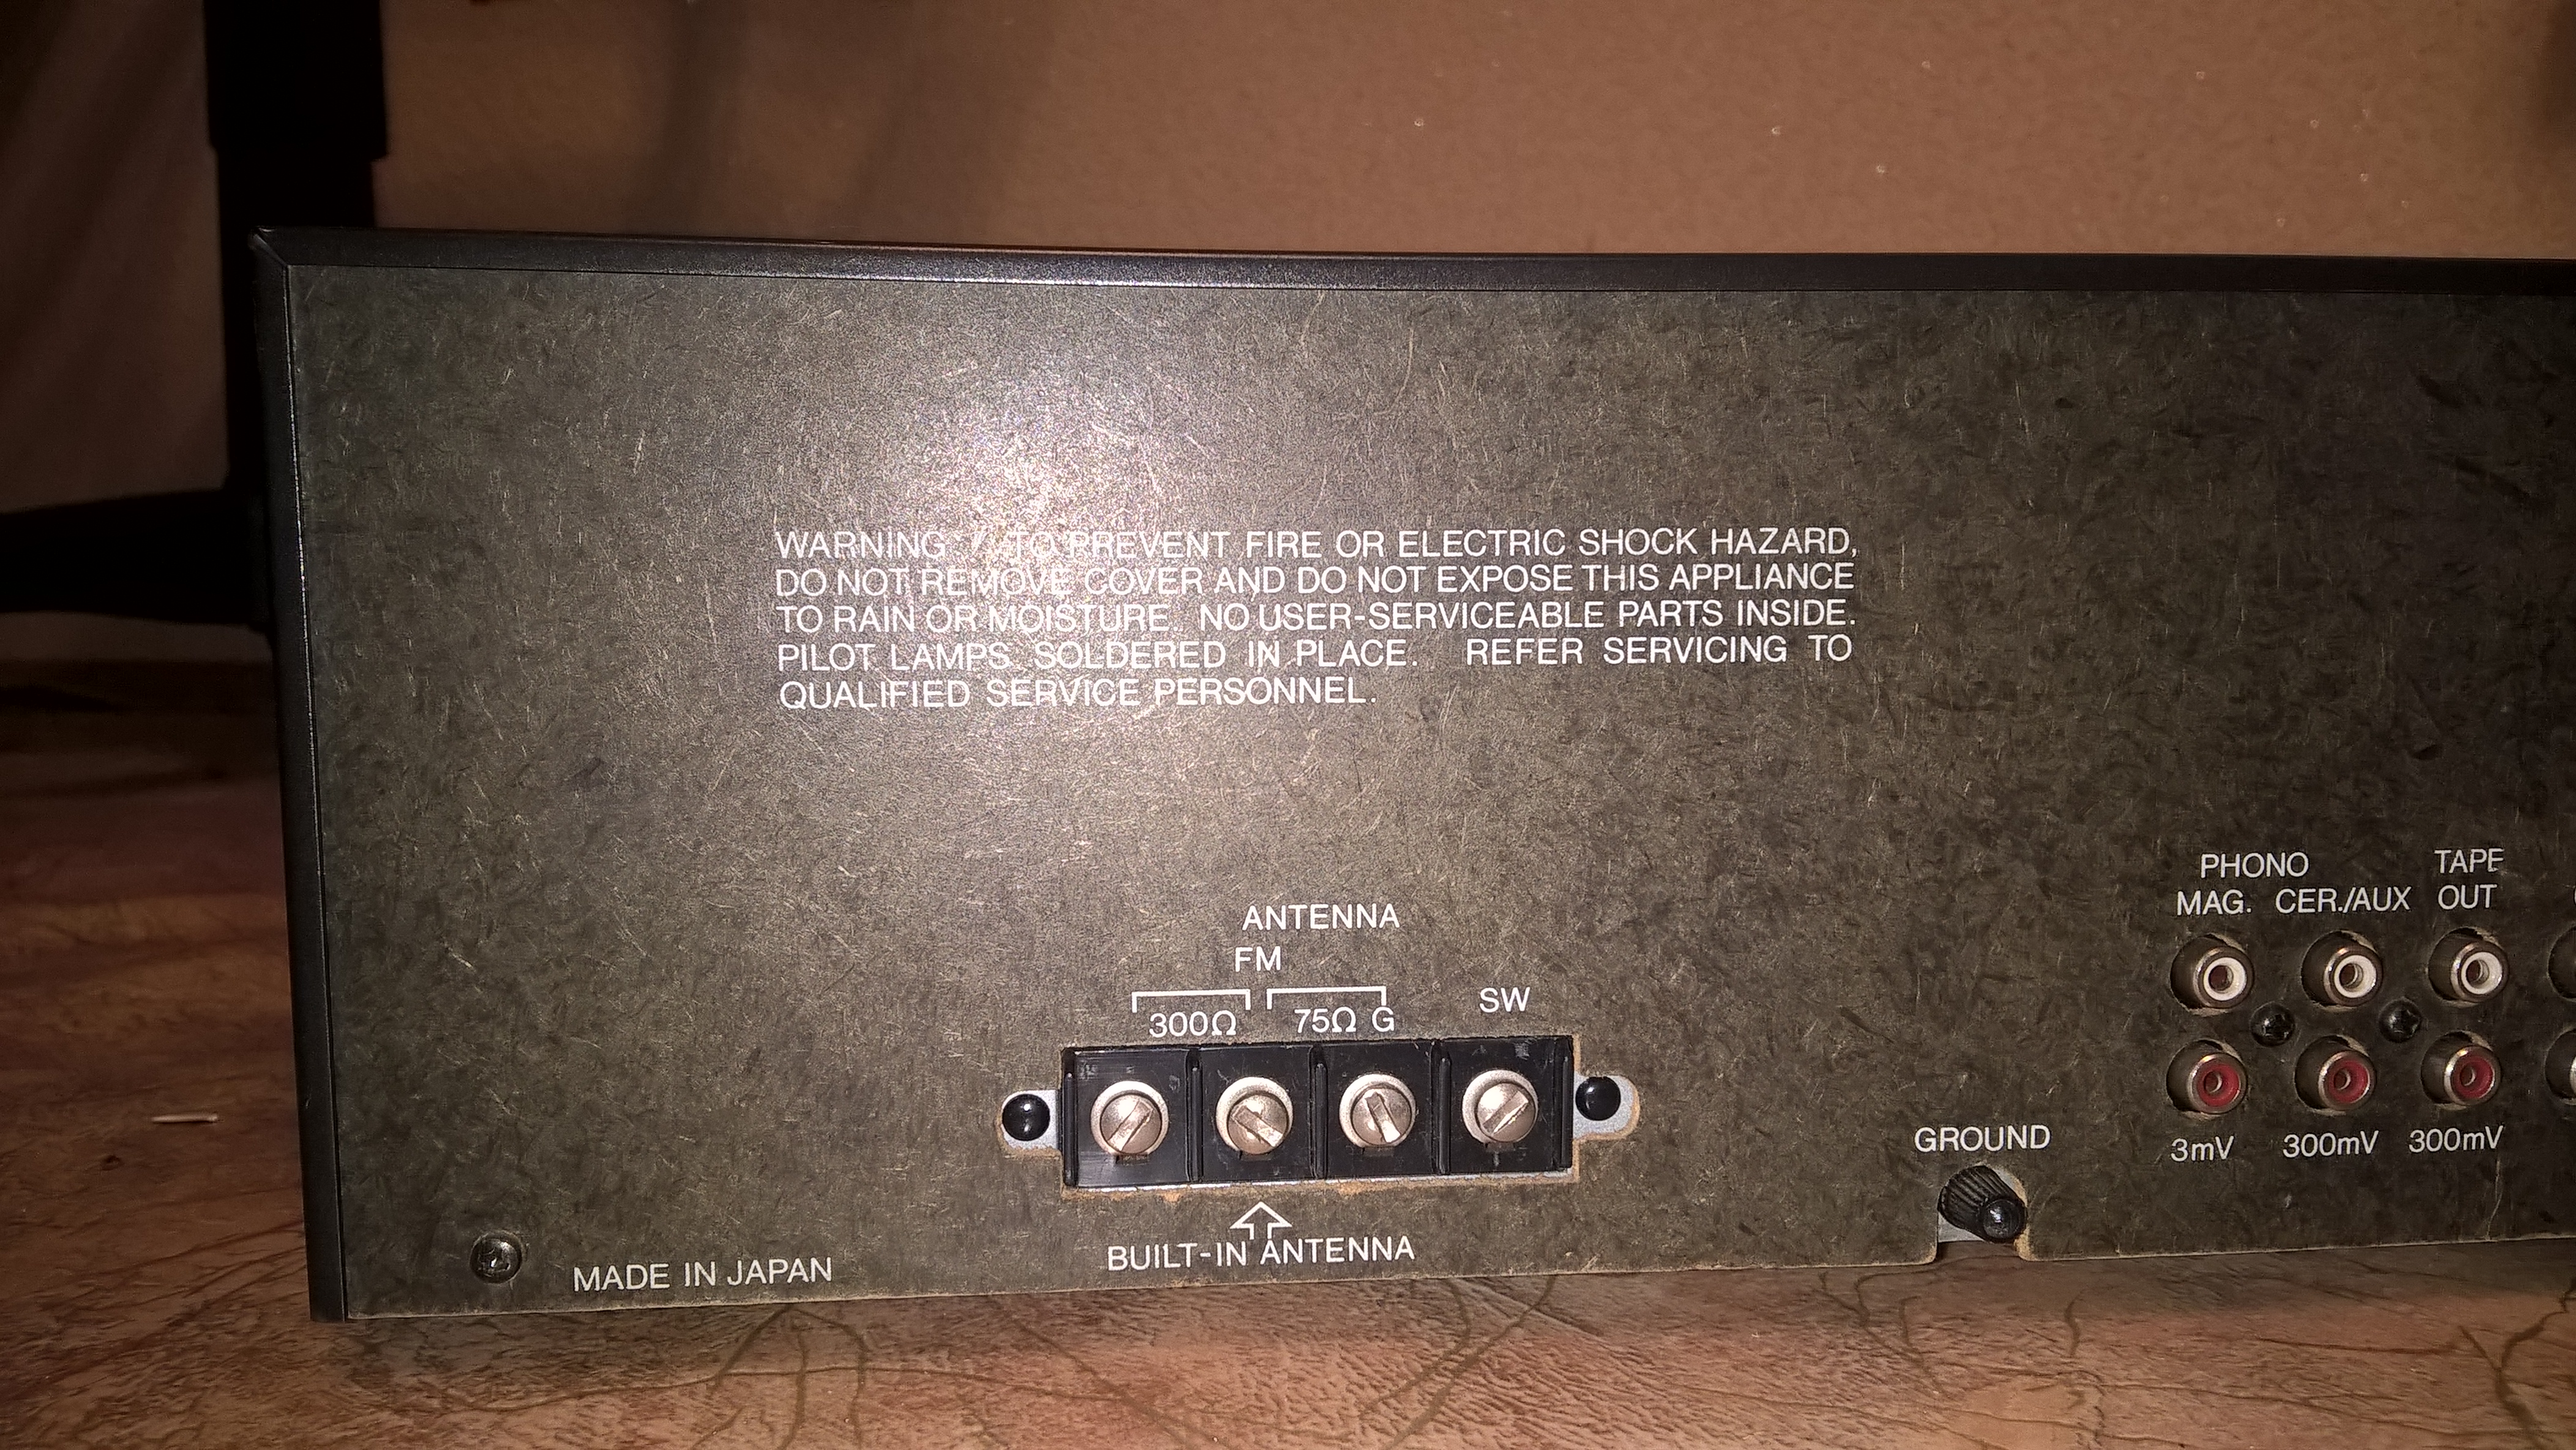 WARNING : TO PREVENT FIRE OR ELECTRIC SHOCK HAZARD,
DO NOT REMOVE COVER AND DO NOT EXPOSE THIS APPLIANCE
TO RAIN OR MOISTURE. NO USER-SERVICEABLE PARTS INSIDE.
PILOT LAMPS SOLDERED IN PLACE. REFER SERVICING TO
QUALIFIED SERVICE PERSONNEL.
ANTENNA
FM
300Ω 75Ω G SW
BUILT-IN ANTENNA
MADE IN JAPAN
GROUND
PHONO TAPE
MAG. CER./AUX OUT
3mV 300mV 300mV